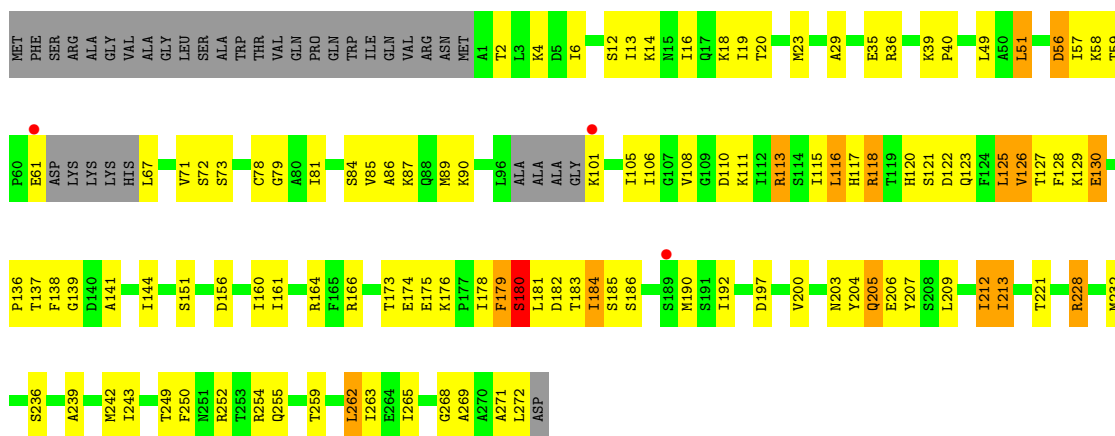 MET PHE SER ARG ALA GLY VAL ALA GLY LEU SER ALA TRP THR VAL GLN PRO GLN TRP ILE GLN VAL ARG ASN MET A1 T2 L3 K4 D5 I6 S12 I13 K14 N15 I16 Q17 K18 I19 T20 M23 A29 E35 R36 K39 P40 L49 A50 L51 D56 I57 K58 T59
P60 E61 ASP LYS LYS LYS HIS L67 V71 S72 S73 C78 G79 A80 I81 S84 V85 A86 K87 Q88 M89 K90 L96 ALA ALA ALA GLY K101 I105 I106 G107 V108 G109 D110 K111 I112 R113 S114 I115 L116 H117 R118 T119 H120 S121 D122 Q123 F124 L125 V126 T127 F128 K129 E130
P136 T137 F138 G139 D140 A141 I144 S151 D156 I160 I161 R164 F165 R166 T173 E174 E175 K176 P177 I178 F179 S180 L181 D182 T183 I184 S185 S186 S189 M190 S191 I192 D197 V200 N203 Y204 Q205 E206 Y207 S208 L209 I212 I213 T221 R228 M232
S236 A239 M242 I243 T249 F250 N251 R252 T253 R254 Q255 T259 L262 I263 E264 I265 G268 A269 A270 A271 L272 ASP